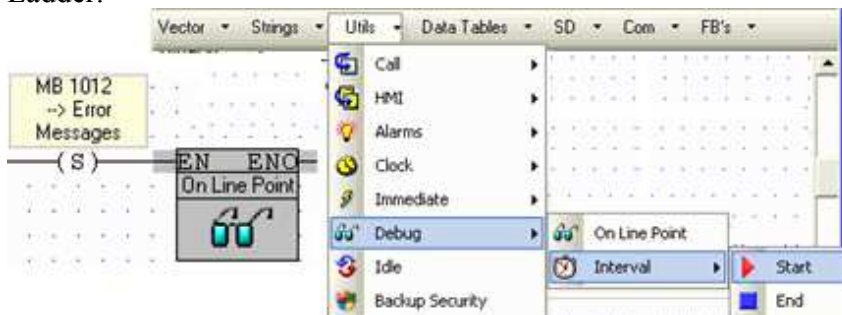 Ladder.
Vector Strings Utils Data Tables SD Com FB's
MB 1012
--> Error
Messages
( S )
EN ENO
On Line Point
Call
HMI
Alarms
Clock
Immediate
Debug
Idle
Backup Security
On Line Point
Interval
Start
End